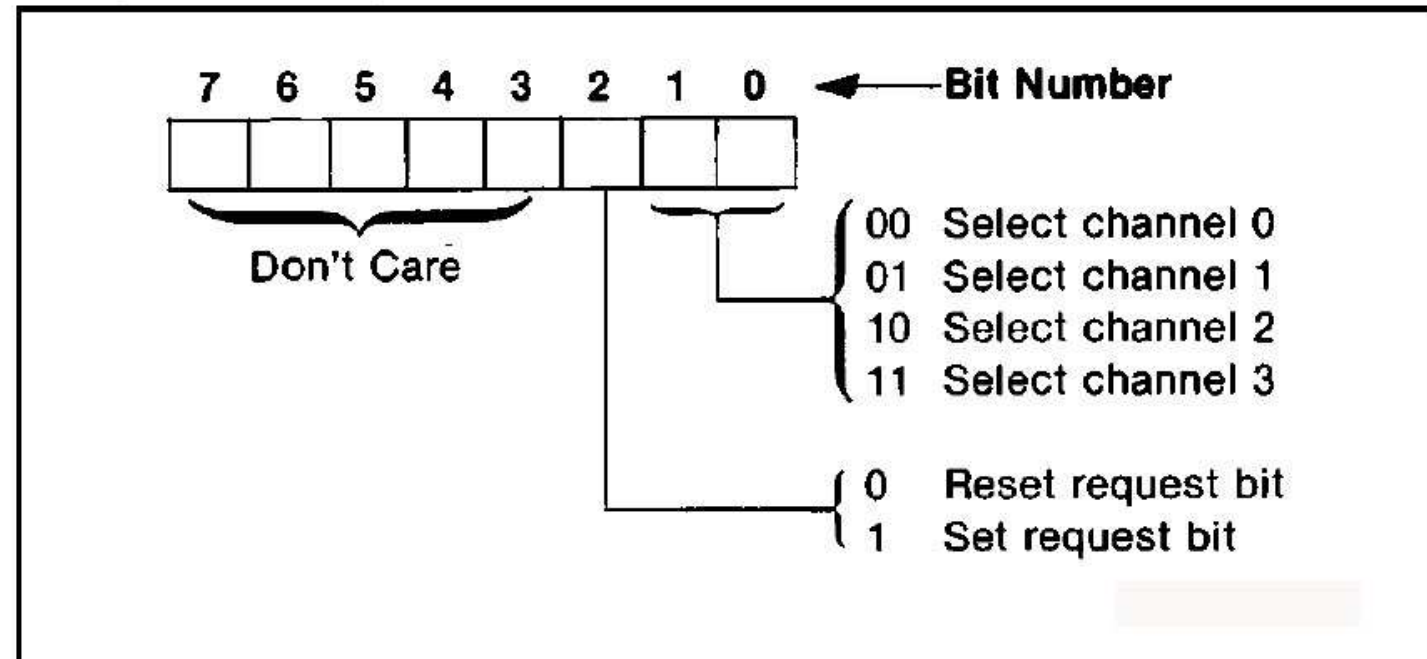 7 6 5 4 3 2 1 0 Bit Number
Don't Care
00 Select channel 0
01 Select channel 1
10 Select channel 2
11 Select channel 3
0 Reset request bit
1 Set request bit